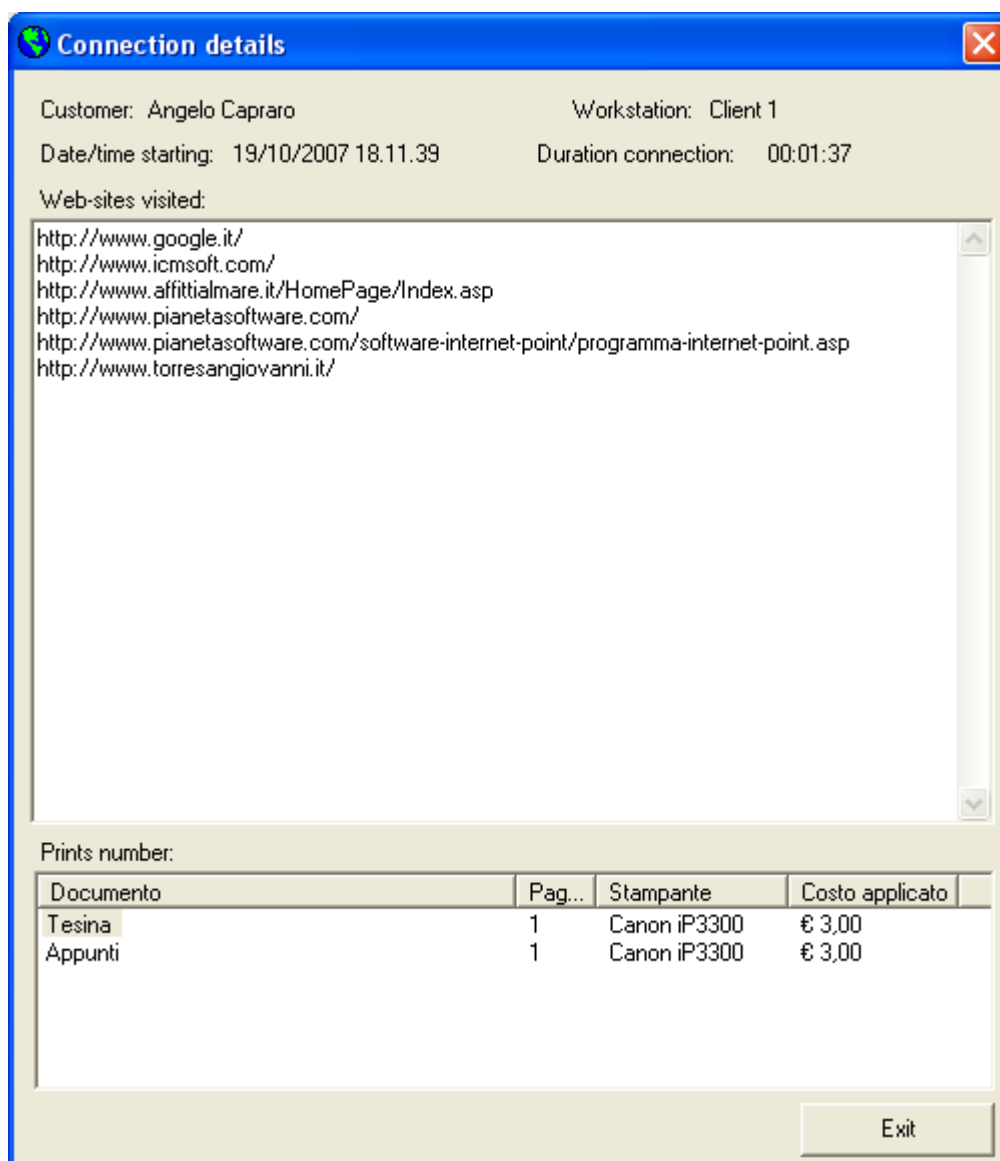 Connection details
Customer: Angelo Capraro Workstation: Client 1
Date/time starting: 19/10/2007 18.11.39 Duration connection: 00:01:37
Web-sites visited:
http://www.google.it/
http://www.icmsoft.com/
http://www.affittialmare.it/HomePage/Index.asp
http://www.pianetasoftware.com/
http://www.pianetasoftware.com/software-internet-point/programma-internet-point.asp
http://www.torresangiovanni.it/
Prints number:
Documento Pag... Stampante Costo applicato
Tesina 1 Canon iP3300 € 3,00
Appunti 1 Canon iP3300 € 3,00
Exit